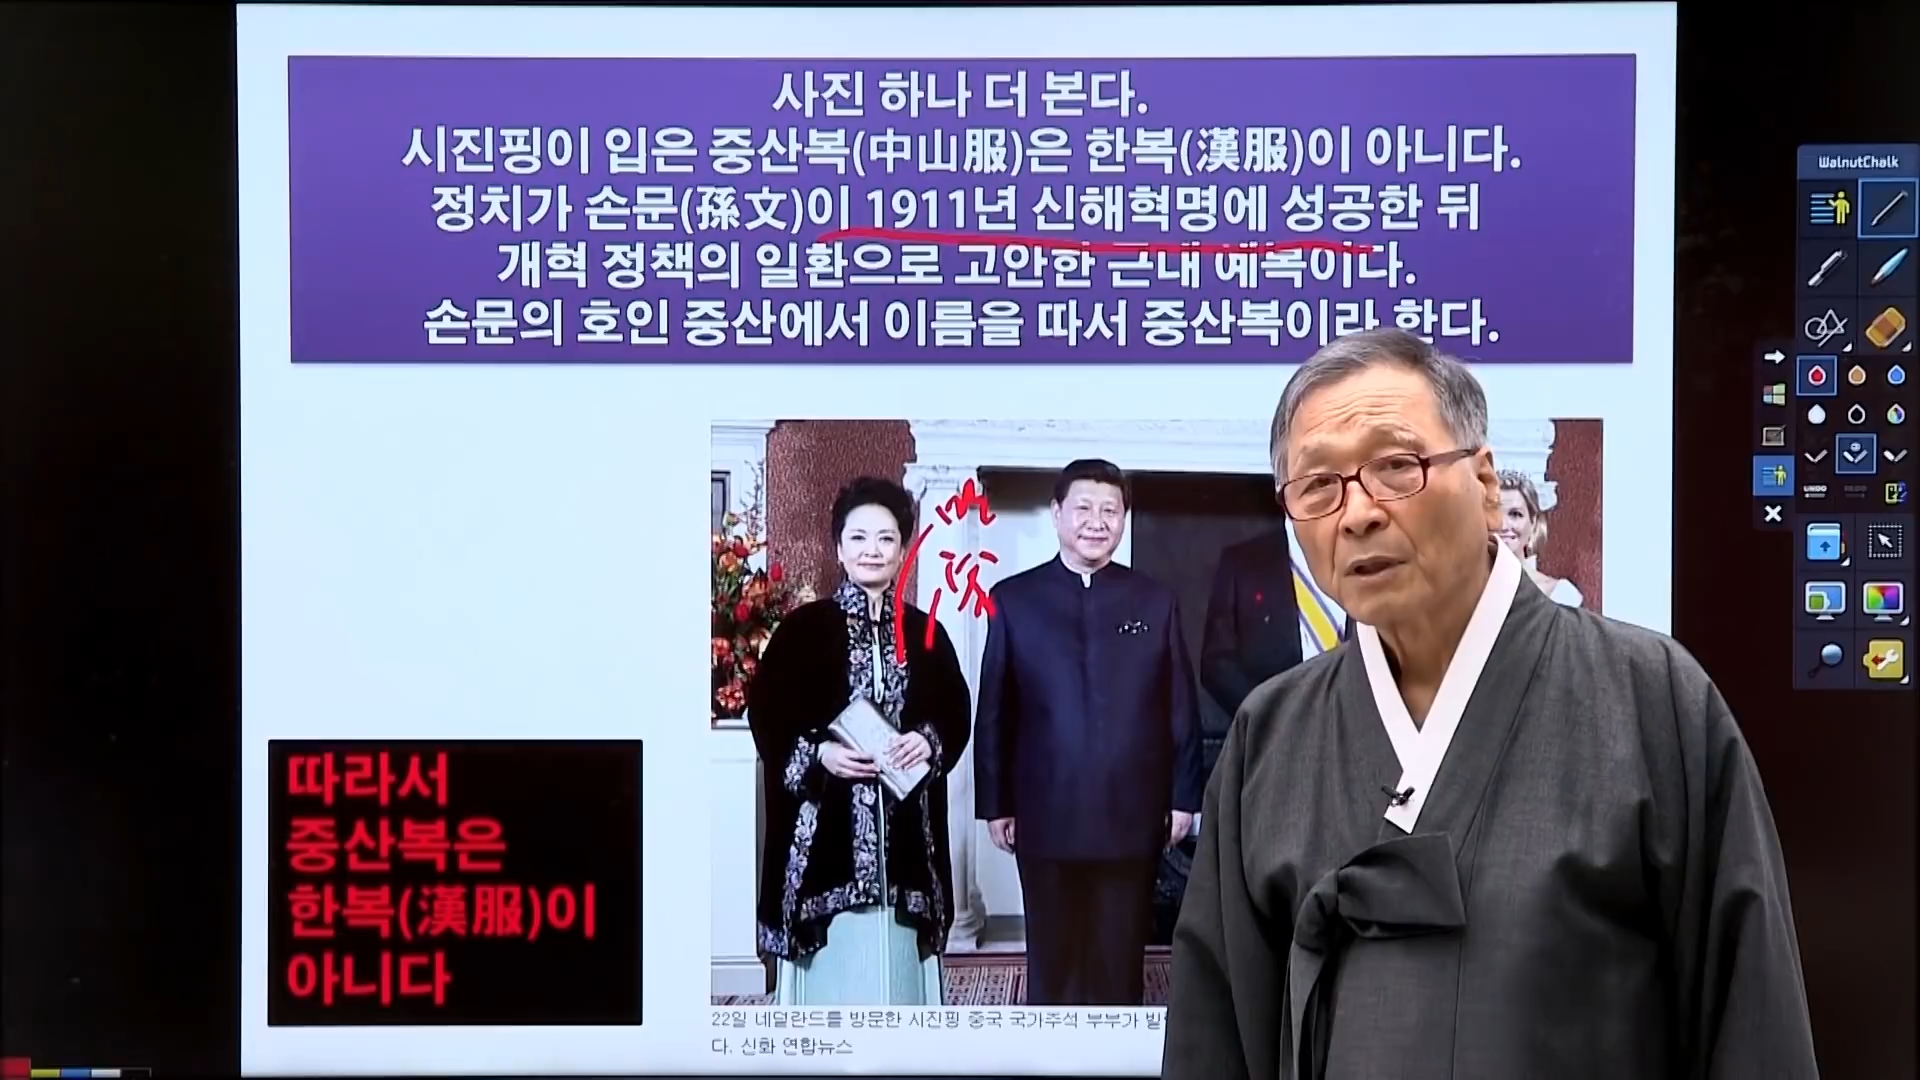 사진 하나 더 본다.
시진핑이 입은 중산복(中山服)은 한복(漢服)이 아니다.
정치가 손문(孫文)이 1911년 신해혁명에 성공한 뒤
개혁 정책의 일환으로 고안한 근대 예복이다.
손문의 호인 중산에서 이름을 따서 중산복이라 한다.
WalnutChalk
UNDO
따라서
중산복은
한복(漢服)이
아니다
22일 네덜란드를 방문한 시진핑 중국 국가주석 부부가
다. 신화 연합뉴스